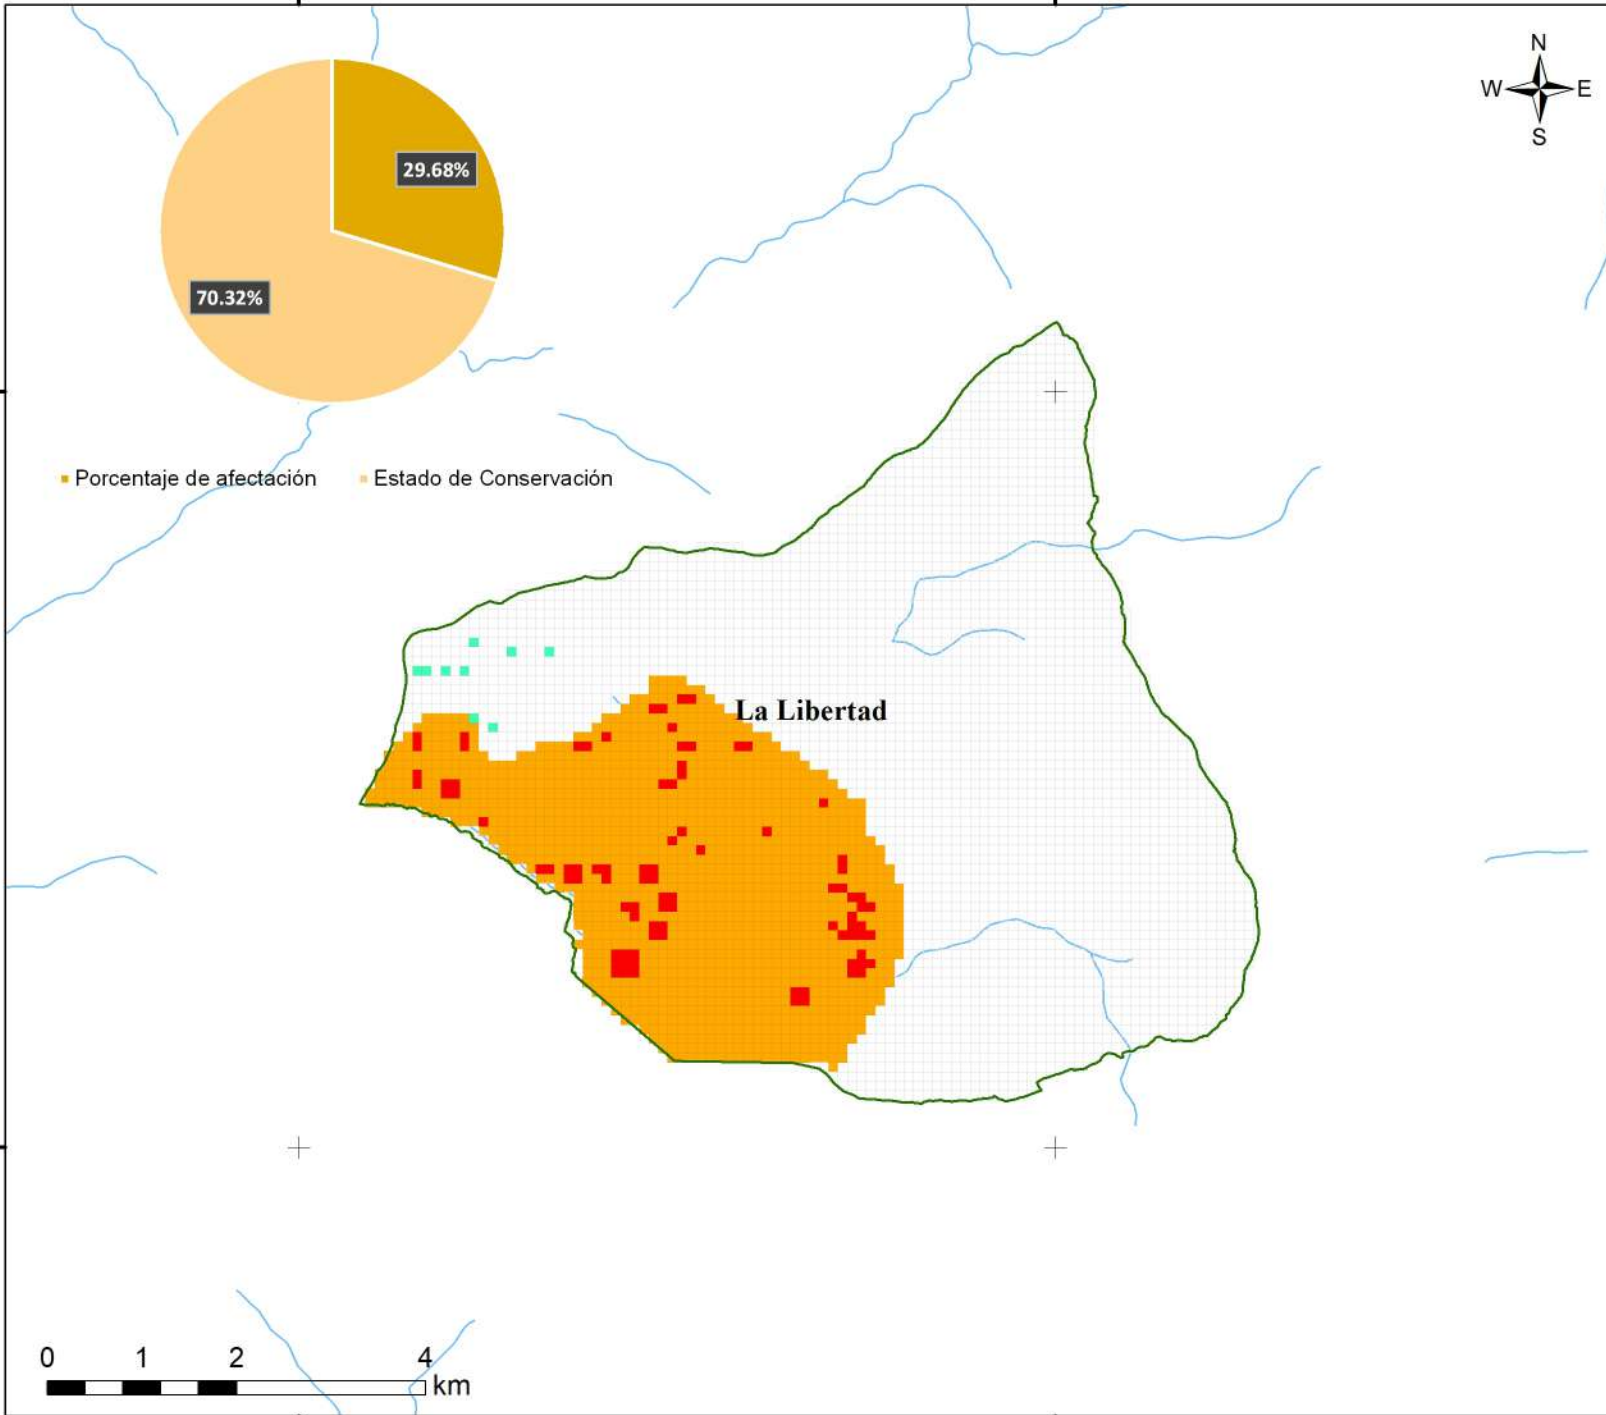 N
W E
S
29.68%
70.32%
Porcentaje de afectación Estado de Conservación
La Libertad
0 1 2 4
km